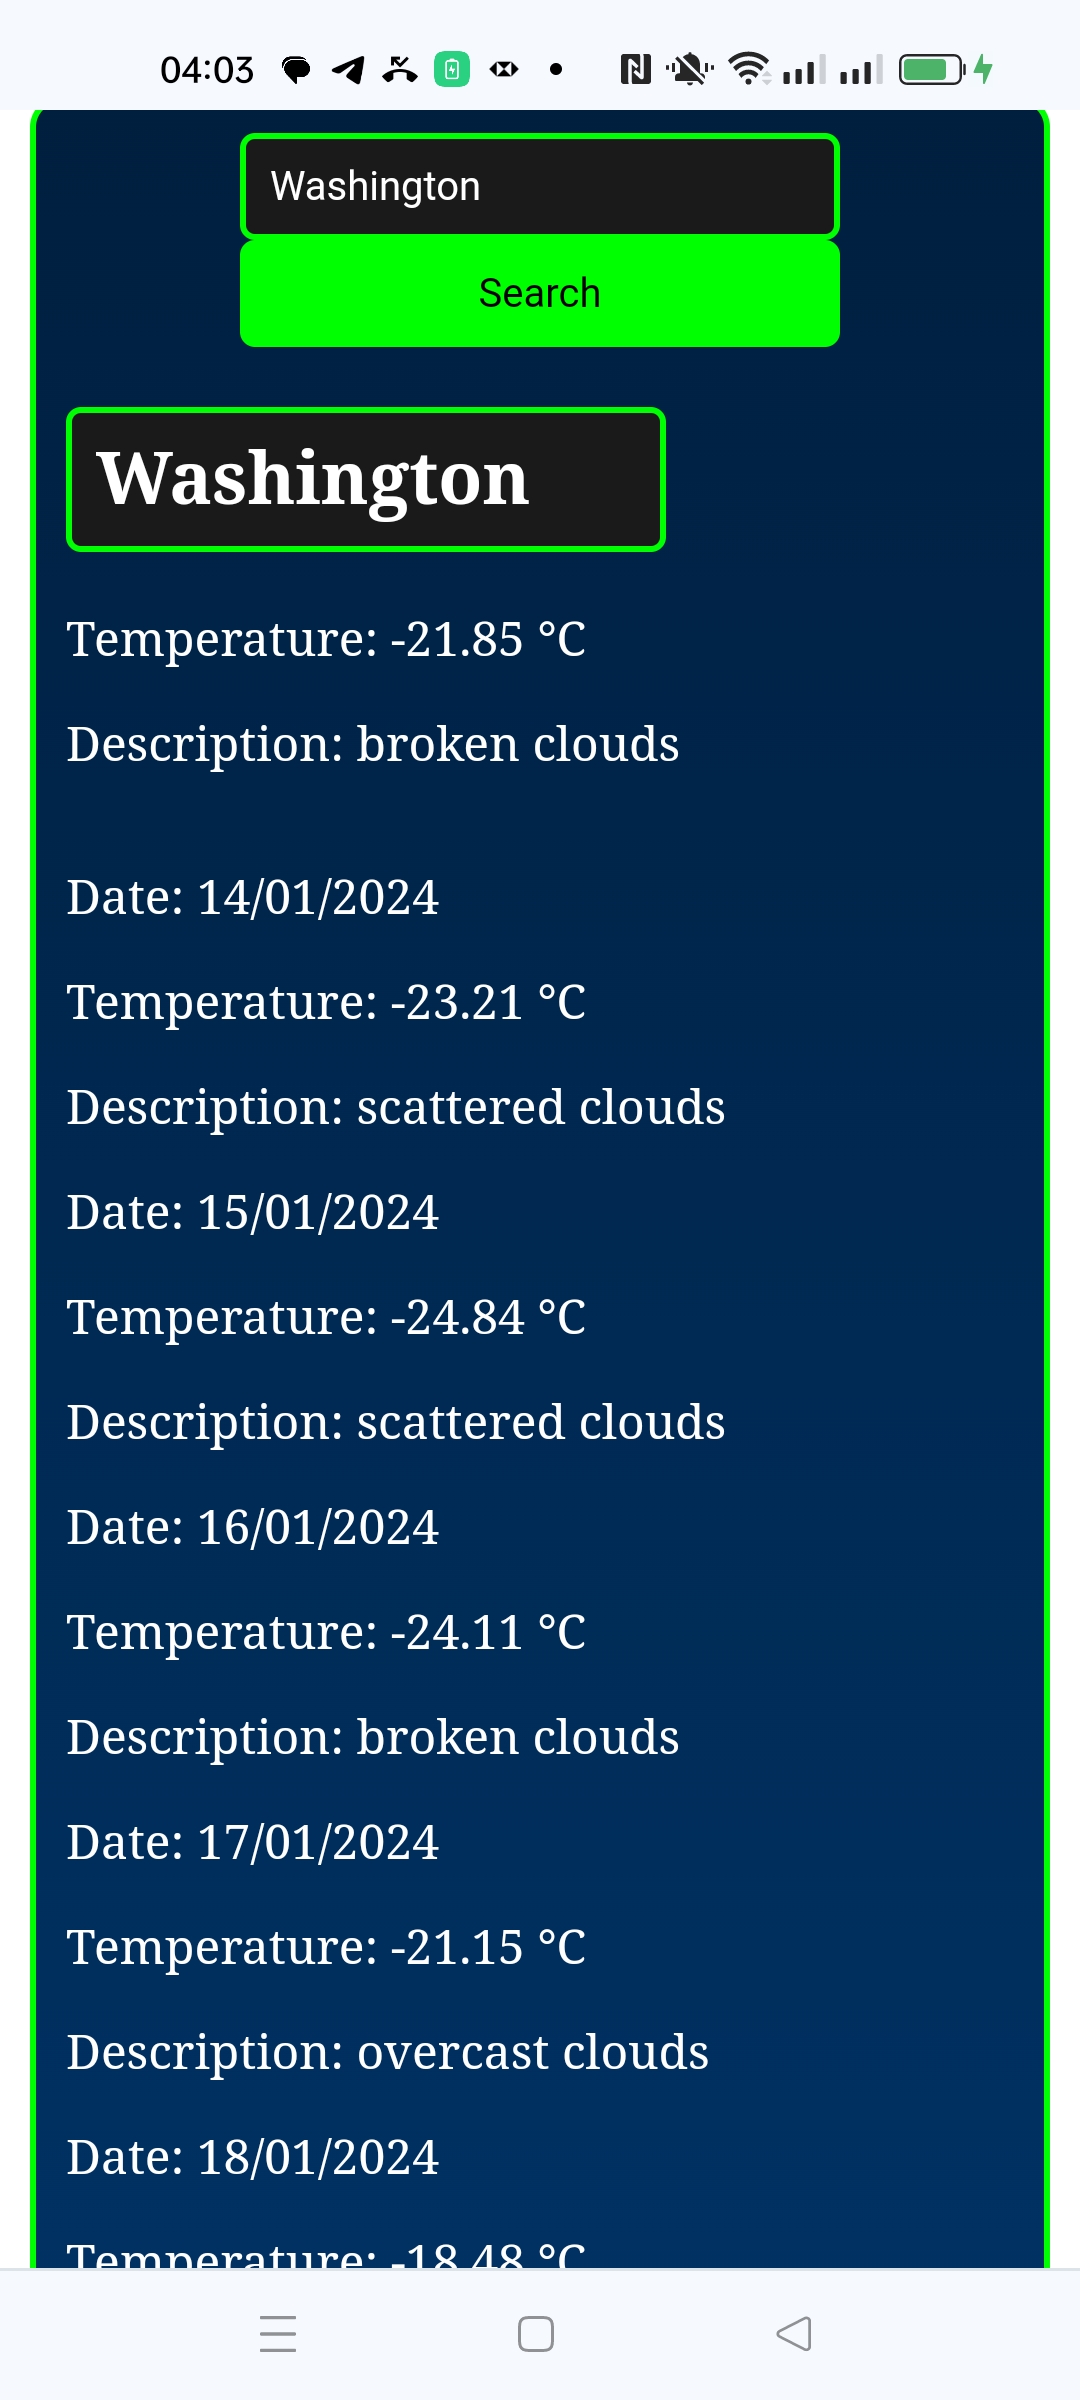 04:03
Washington
Search
Washington
Temperature: -21.85 °C
Description: broken clouds
Date: 14/01/2024
Temperature: -23.21 °C
Description: scattered clouds
Date: 15/01/2024
Temperature: -24.84 °C
Description: scattered clouds
Date: 16/01/2024
Temperature: -24.11 °C
Description: broken clouds
Date: 17/01/2024
Temperature: -21.15 °C
Description: overcast clouds
Date: 18/01/2024
Temperature: -18.48 °C